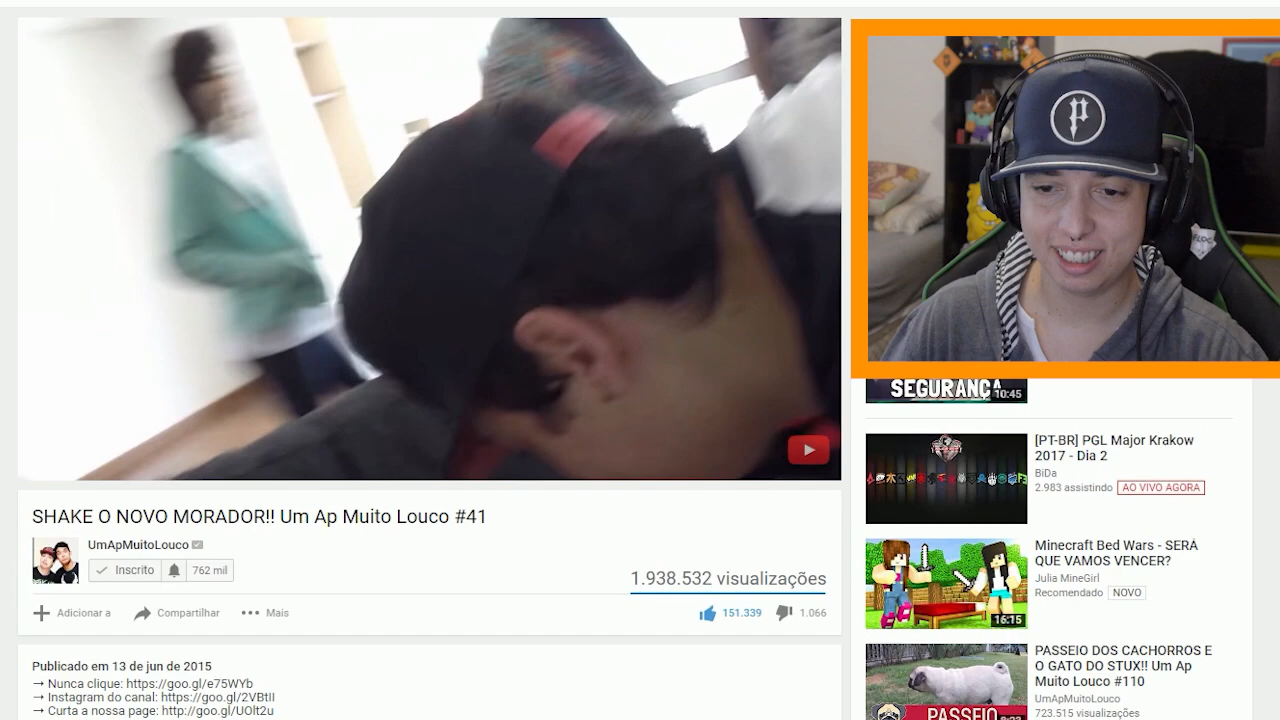 SHAKE O NOVO MORADOR!! Um Ap Muito Louco #41
UmApMuitoLouco
Inscrito
762 mil
1.938.532 visualizações
Adicionar a
Compartilhar
Mais
151.339
1.066
Publicado em 13 de jun de 2015
→ Nunca clique: https://goo.gl/e75WYb
→ Instagram do canal: https://goo.gl/2VBtII
→ Curta a nossa page: http://goo.gl/UOlt2u
P
SEGURANÇA
10:45
[PT-BR] PGL Major Krakow
2017 - Dia 2
BiDa
2.983 assistindo
AO VIVO AGORA
Minecraft Bed Wars - SERÁ
QUE VAMOS VENCER?
Julia MineGirl
Recomendado
NOVO
16:15
PASSEIO DOS CACHORROS E
O GATO DO STUX!! Um Ap
Muito Louco #110
UmApMuitoLouco
723.515 visualizações
PASSEIO